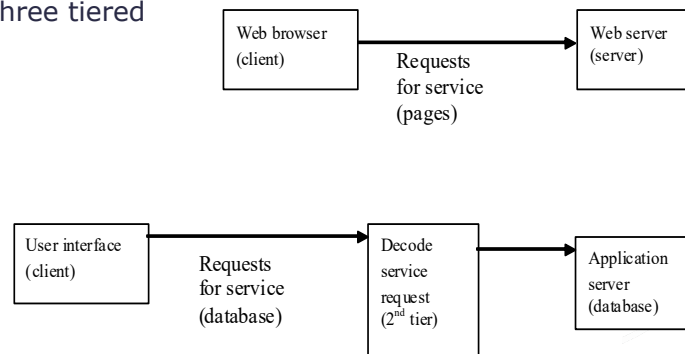 hree tiered
Web browser
(client)
Requests
for service
(pages)
Web server
(server)
User interface
(client)
Requests
for service
(database)
Decode
service
request
(2nd tier)
Application
server
(database)